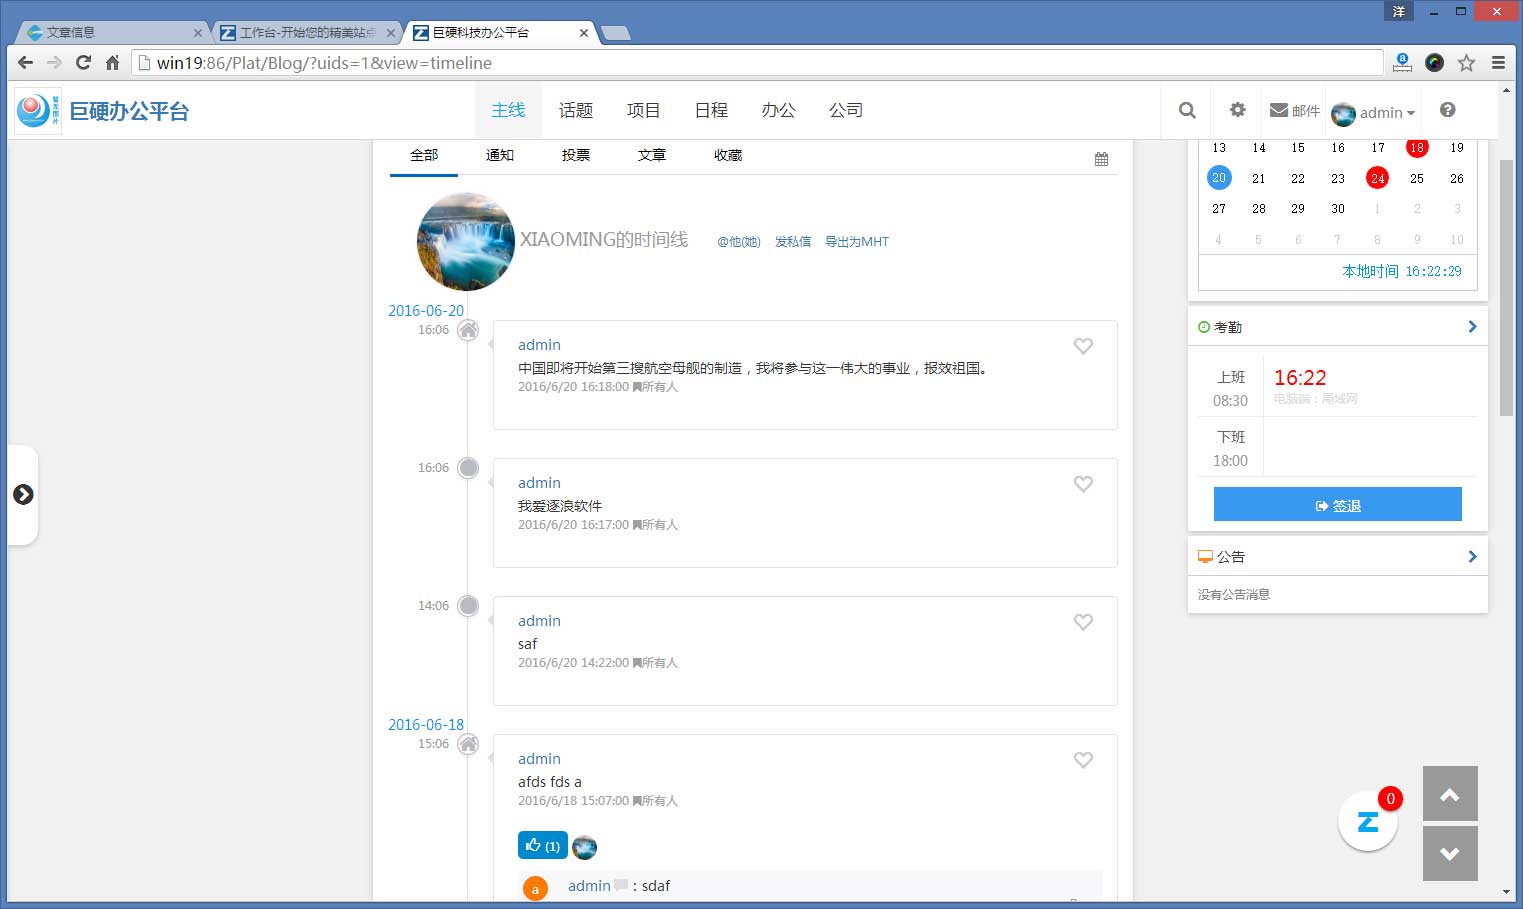 洋
文章信息
工作台-开始您的精美站点
巨硬科技办公平台
win19:86/Plat/Blog/?uids=1&view=timeline
暂无图片
巨硬办公平台
主线 话题 项目 日程 办公 公司
邮件 admin
全部 通知 投票 文章 收藏
XIAOMING的时间线 @他(她) 发私信 导出为MHT
2016-06-20
16:06
admin
中国即将开始第三搜航空母舰的制造，我将参与这一伟大的事业，报效祖国。
2016/6/20 16:18:00 所有人
16:06
admin
我爱逐浪软件
2016/6/20 16:17:00 所有人
14:06
admin
saf
2016/6/20 14:22:00 所有人
2016-06-18
15:06
admin
afds fds a
2016/6/18 15:07:00 所有人
(1)
a admin : sdaf
13 14 15 16 17 18 19
20 21 22 23 24 25 26
27 28 29 30 1 2 3
4 5 6 7 8 9 10
本地时间 16:22:29
考勤
上班 16:22
08:30 电脑端：局域网
下班
18:00
签退
公告
没有公告消息
0